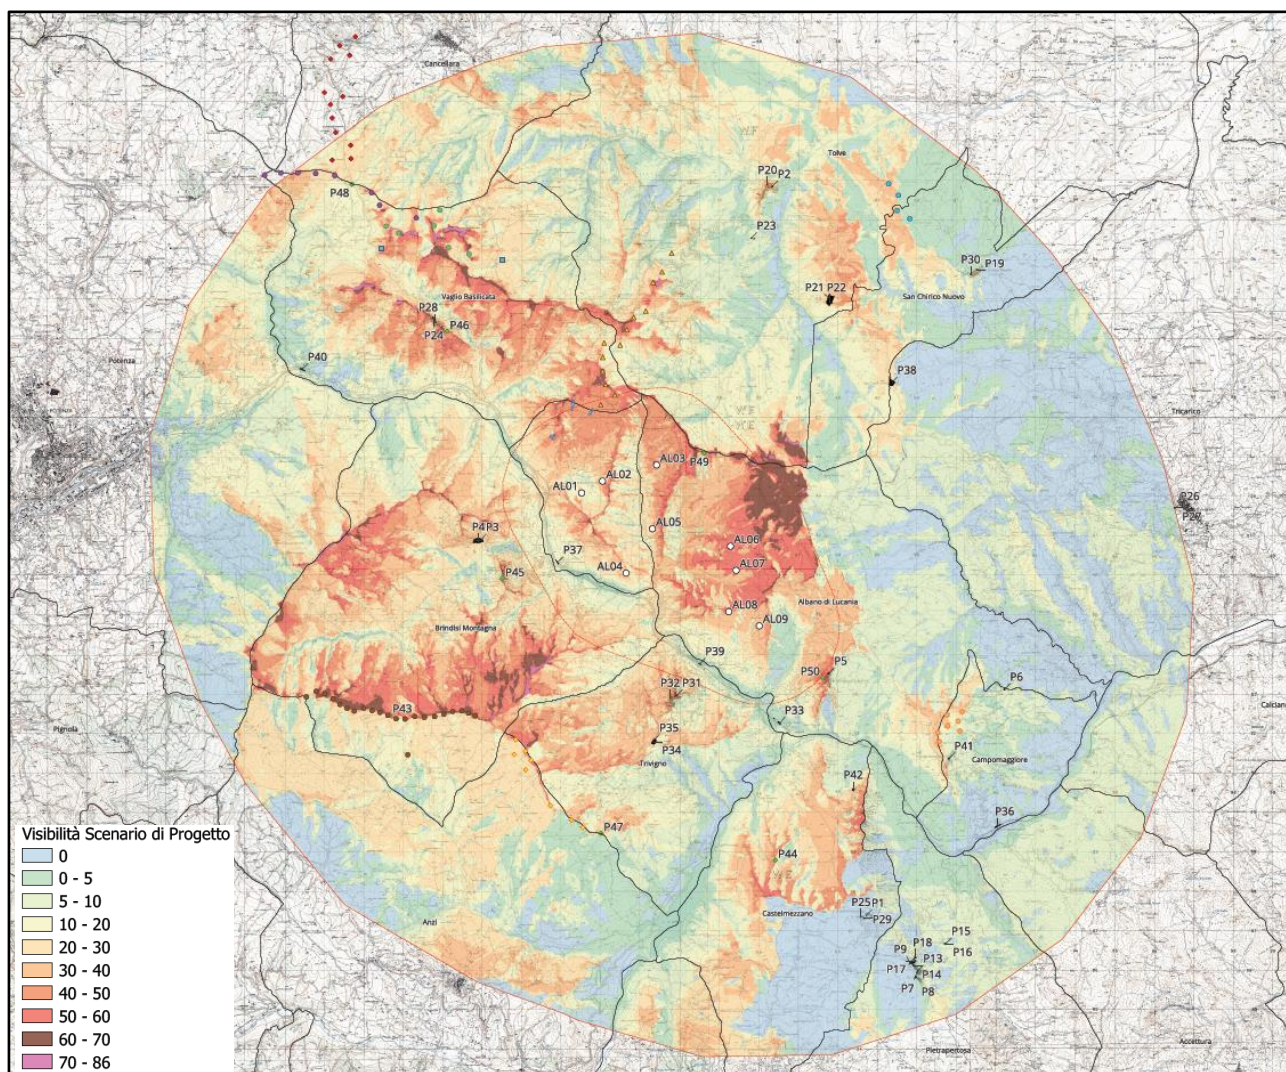 Cancellara
Tolve
P20
P2
P48
P23
P30
P19
Vaglio Basilicata
P21
P22
San Chirico Nuovo
P28
P46
P24
Potenza
P40
P38
Tricarico
AL03
P49
AL02
AL01
P26
P27
P4
P3
AL05
AL06
P37
AL04
AL07
P45
Albano di Lucania
AL08
AL09
Brindisi Montagna
P39
P50
P5
P32
P31
P6
P43
P33
Calciano
Pignola
P35
P34
Trivigno
P41
Campomaggiore
P42
P47
P36
P44
Castelmezzano
P25
P1
P29
Anzi
P15
P18
P9
P16
P13
P17
P14
P7
P8
Pietrapertosa
Accettura
Visibilità Scenario di Progetto
0
0 - 5
5 - 10
10 - 20
20 - 30
30 - 40
40 - 50
50 - 60
60 - 70
70 - 86